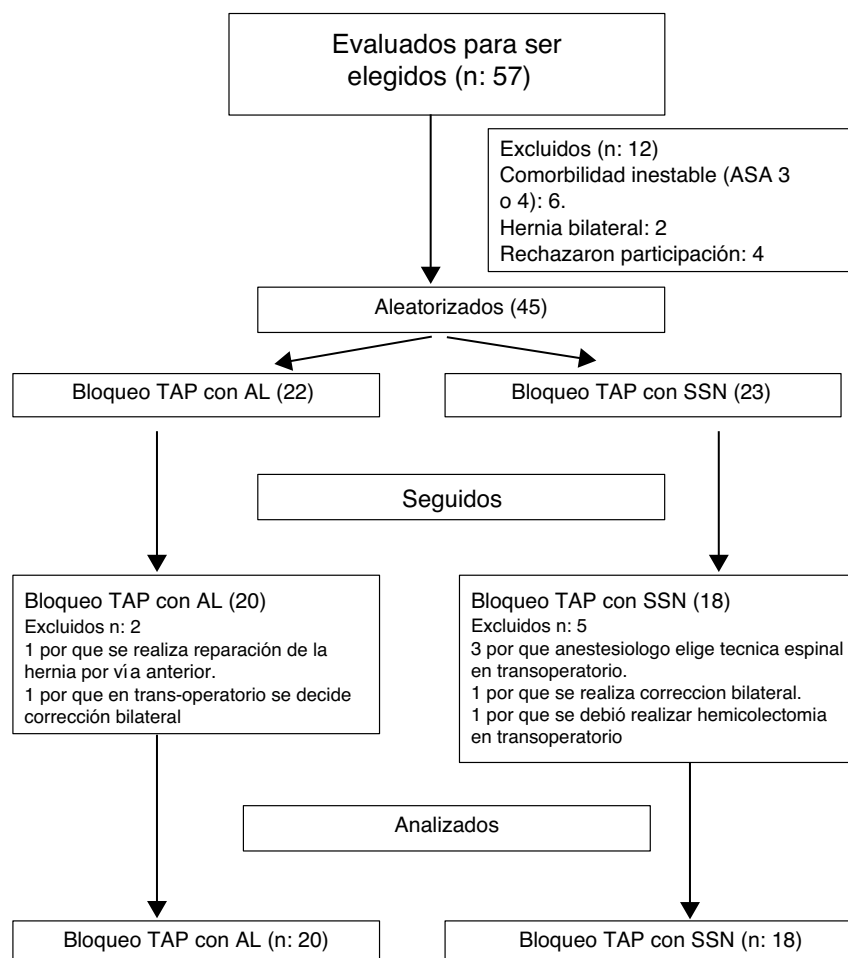 Evaluados para ser
elegidos (n: 57)
Excluidos (n: 12)
Comorbilidad inestable (ASA 3
o 4): 6.
Hernia bilateral: 2
Rechazaron participación: 4
Aleatorizados (45)
Bloqueo TAP con AL (22)
Bloqueo TAP con SSN (23)
Seguidos
Bloqueo TAP con AL (20)
Excluidos n: 2
1 por que se realiza reparación de la
hernia por vía anterior.
1 por que en trans-operatorio se decide
corrección bilateral
Bloqueo TAP con SSN (18)
Excluidos n: 5
3 por que anestesiologo elige tecnica espinal
en transoperatorio.
1 por que se realiza correccion bilateral.
1 por que se debió realizar hemicolectomia
en transoperatorio
Analizados
Bloqueo TAP con AL (n: 20)
Bloqueo TAP con SSN (n: 18)